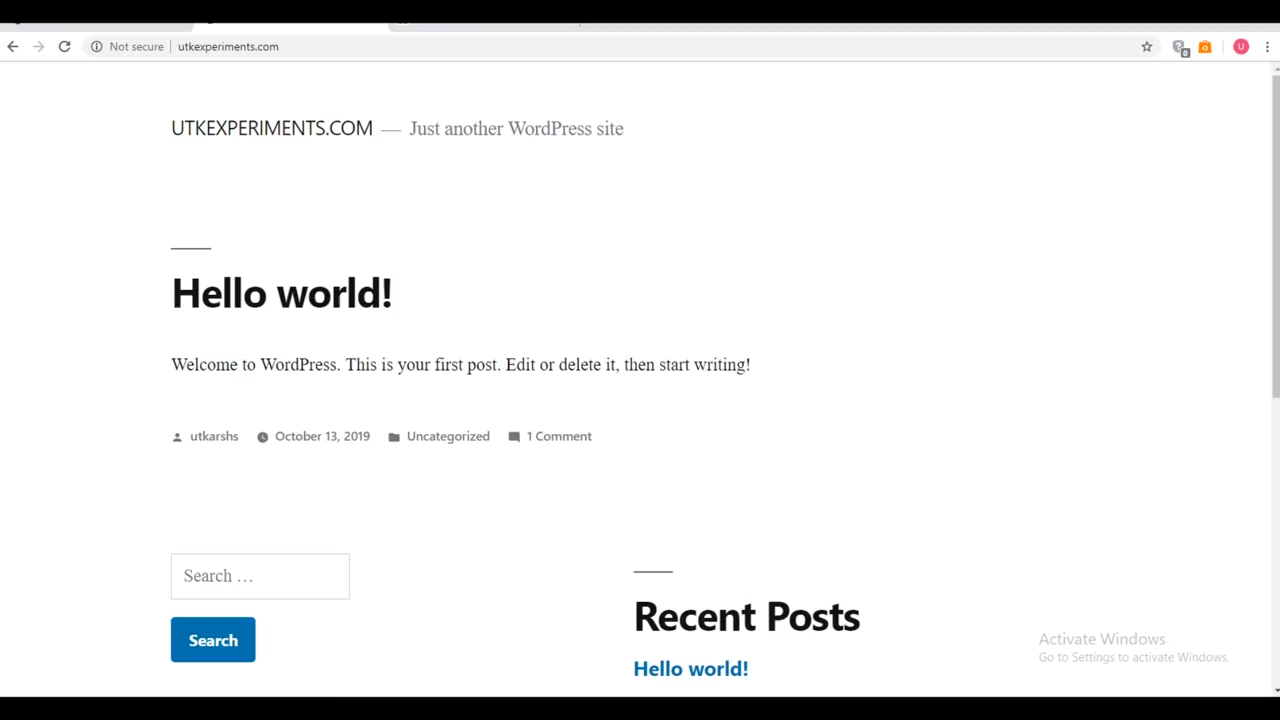 Not secure utkexperiments.com
0
a
U
UTKEXPERIMENTS.COM — Just another WordPress site
Hello world!
Welcome to WordPress. This is your first post. Edit or delete it, then start writing!
utkarshs October 13, 2019 Uncategorized 1 Comment
Search …
Search
Recent Posts
Hello world!
Activate Windows
Go to Settings to activate Windows.